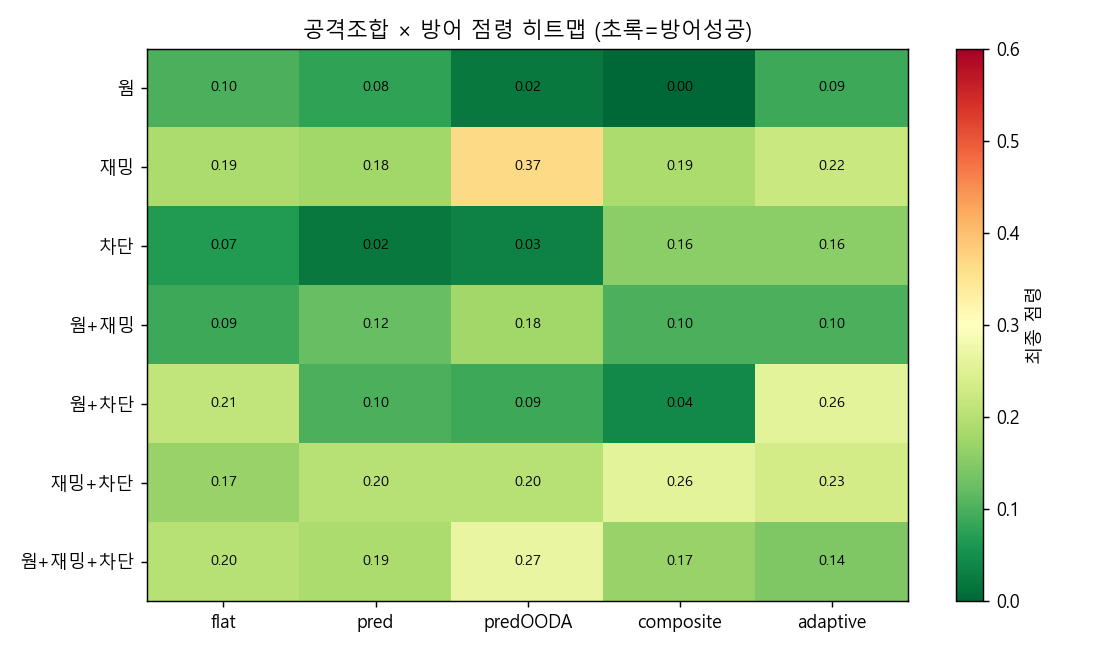 공격조합 × 방어 점령 히트맵 (초록=방어성공)
웜 0.10 0.08 0.02 0.00 0.09
재밍 0.19 0.18 0.37 0.19 0.22
차단 0.07 0.02 0.03 0.16 0.16
웜+재밍 0.09 0.12 0.18 0.10 0.10
웜+차단 0.21 0.10 0.09 0.04 0.26
재밍+차단 0.17 0.20 0.20 0.26 0.23
웜+재밍+차단 0.20 0.19 0.27 0.17 0.14
flat pred predOODA composite adaptive
0.6
0.5
0.4
0.3
0.2
0.1
0.0
최종 점령